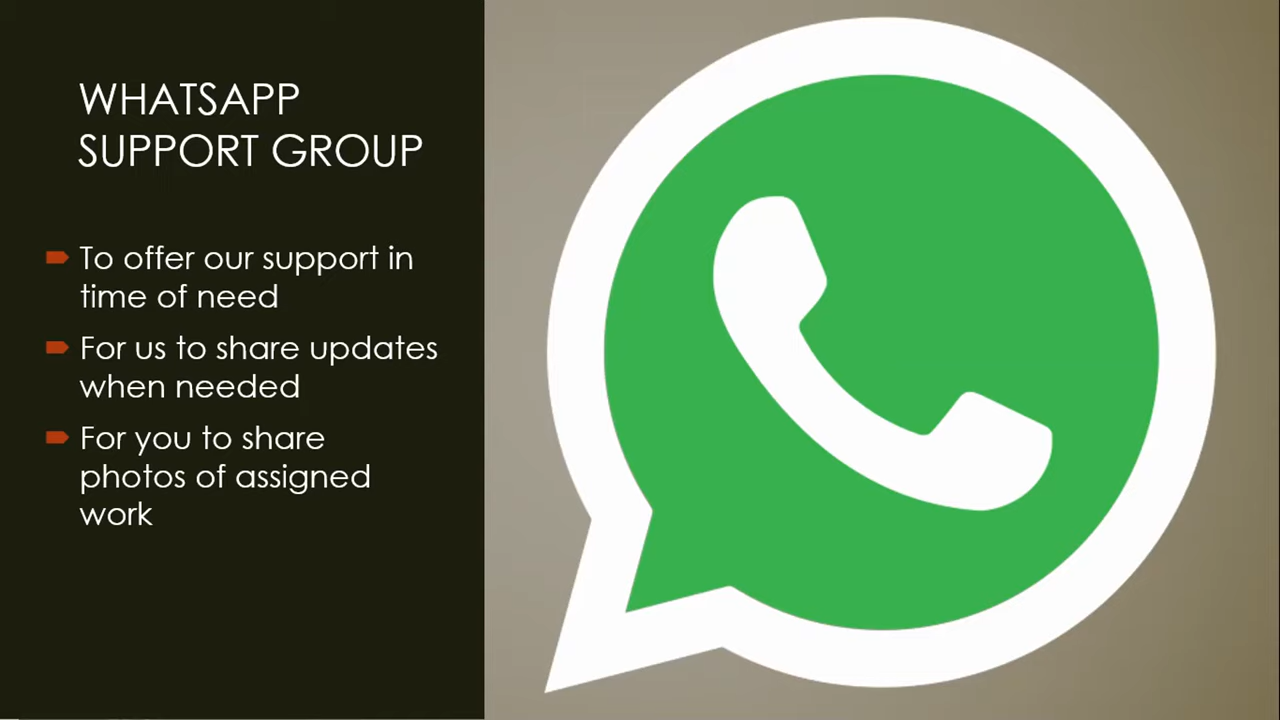 WHATSAPP
SUPPORT GROUP
To offer our support in
time of need
For us to share updates
when needed
For you to share
photos of assigned
work